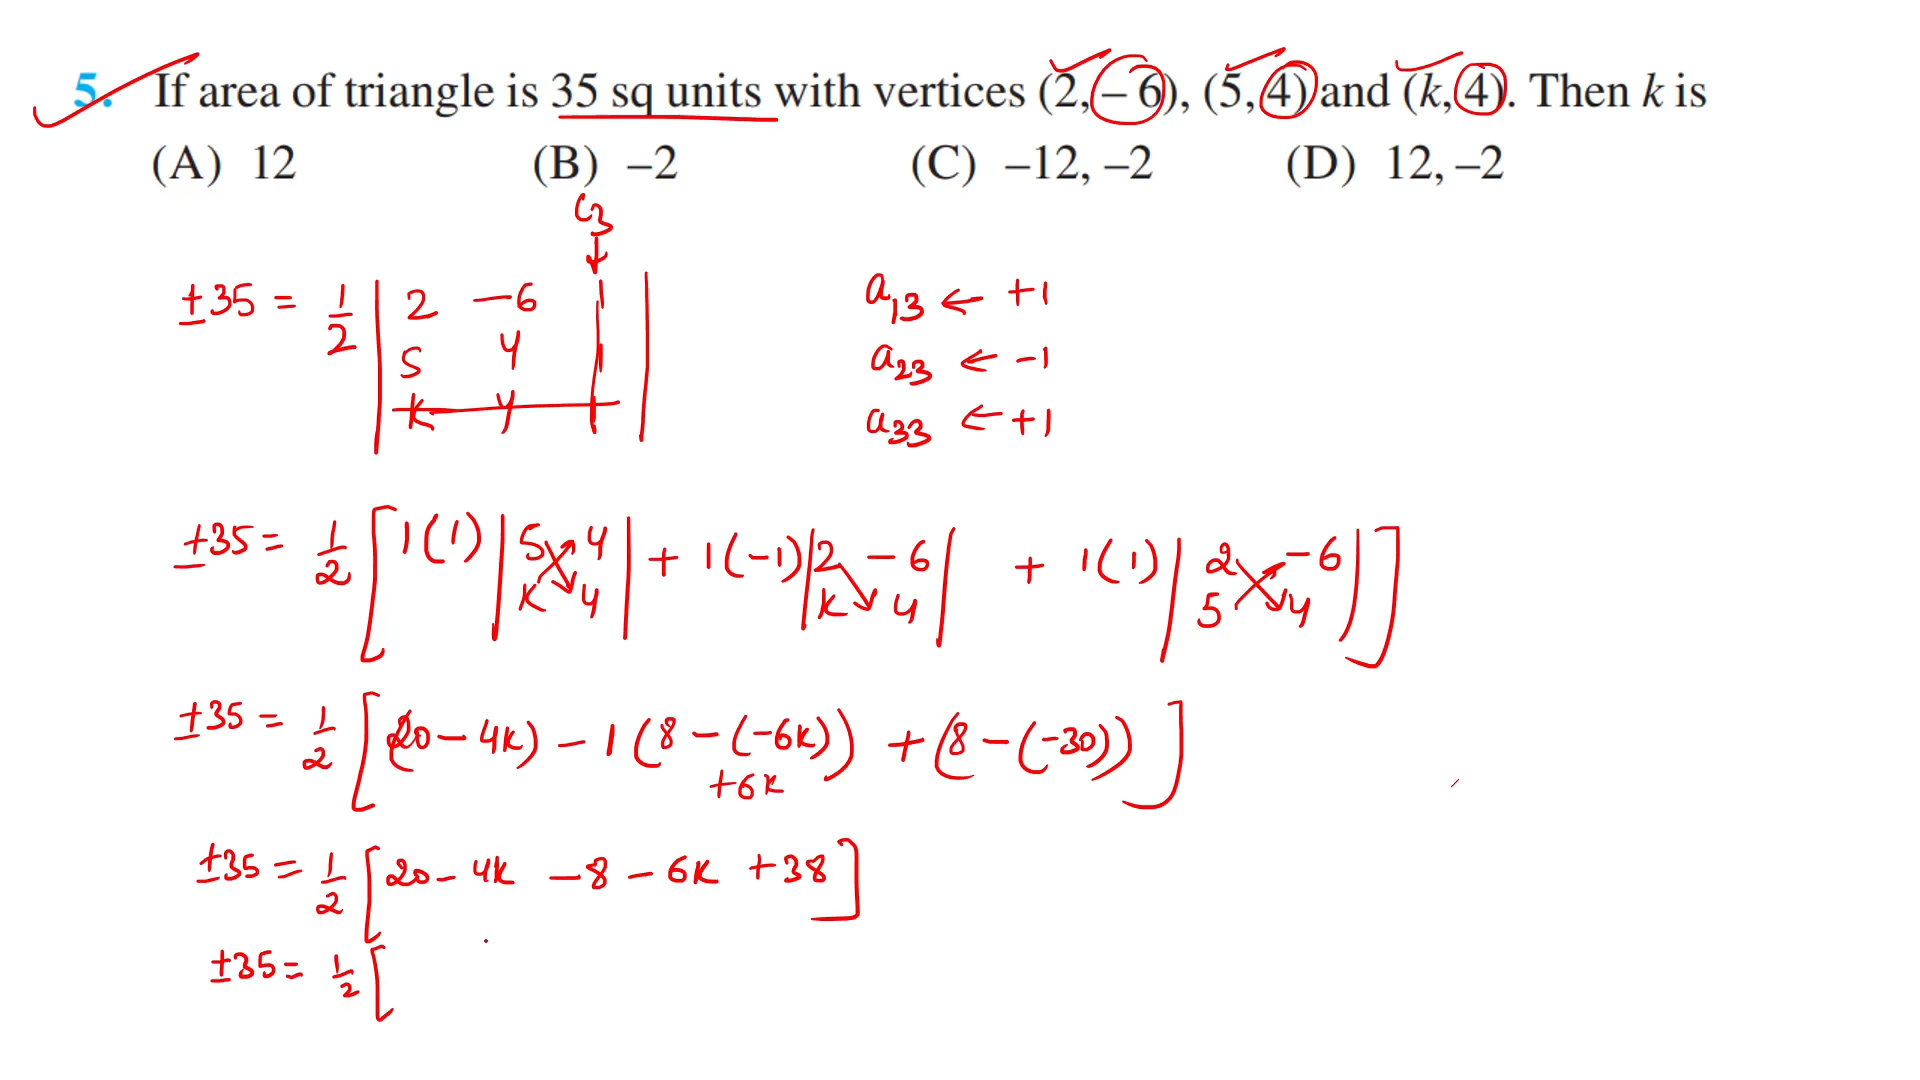 5. If area of triangle is 35 sq units with vertices (2, – 6), (5, 4) and (k, 4). Then k is
(A) 12 (B) –2 (C) –12, –2 (D) 12, –2
C3
±35 = 1/2 | 2 −6 1 |
5 4 1
k 4 1
a13 ← +1
a23 ← −1
a33 ← +1
±35 = 1/2 [ 1(1) | 5 4 | + 1(−1) | 2 −6 | + 1(1) | 2 −6 | ]
k 4 k 4 5 4
±35 = 1/2 [ (20 − 4k) − 1 (8 − (−6k)) + (8 − (−30)) ]
+6k
±35 = 1/2 [ 20 − 4k − 8 − 6k + 38 ]
±35 = 1/2 [